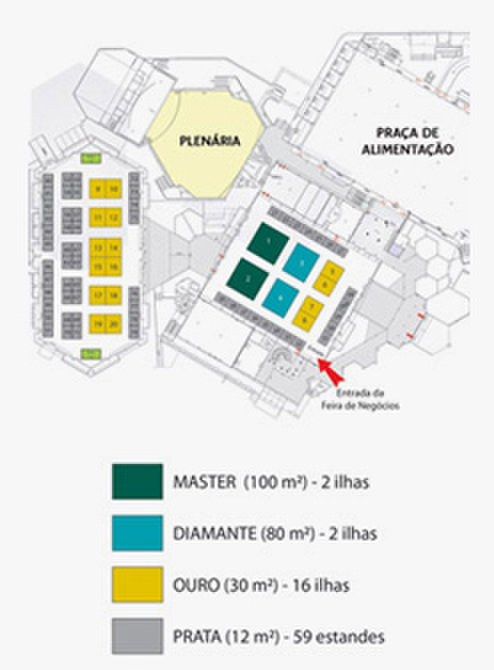 PLENÁRIA
PRAÇA DE
ALIMENTAÇÃO
9 10
11 12
13 14
15 16
17 18
19 20
1
2
3
4
5
6
7
8
Entrada da
Feira de Negócios
MASTER (100 m²) - 2 ilhas
DIAMANTE (80 m²) - 2 ilhas
OURO (30 m²) - 16 ilhas
PRATA (12 m²) - 59 estandes